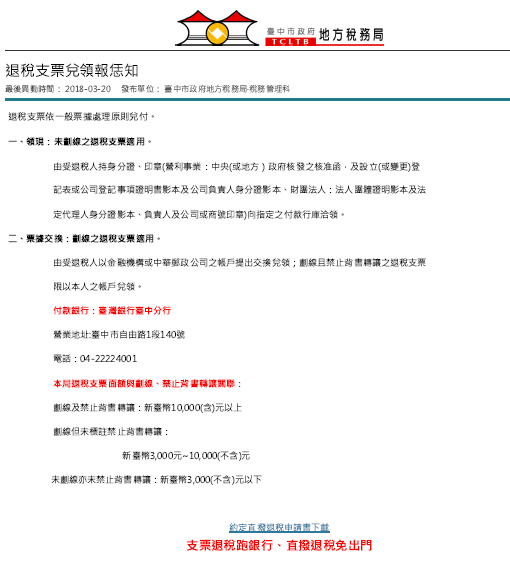 臺中市政府
TCLTB
地方稅務局
退稅支票兌領報恁知
最後異動時間： 2018-03-20 發布單位： 臺中市政府地方稅務局‧稅務管理科
退稅支票依一般票據處理原則兌付。
一、領現：未劃線之退稅支票適用。
由受退稅人持身分證、印章(營利事業：中央(或地方）政府核發之核准函，及設立(或變更)登
記表或公司登記事項證明書影本及公司負責人身分證影本、財團法人：法人團體證明影本及法
定代理人身分證影本、負責人及公司或商號印章)向指定之付款行庫洽領。
二、票據交換：劃線之退稅支票適用。
由受退稅人以金融機構或中華郵政公司之帳戶提出交換兌領；劃線且禁止背書轉讓之退稅支票
限以本人之帳戶兌領。
付款銀行：臺灣銀行臺中分行
營業地址:臺中市自由路1段140號
電話：04-22224001
本局退稅支票面額與劃線、禁止背書轉讓關聯：
劃線及禁止背書轉讓：新臺幣10,000(含)元以上
劃線但未標註禁止背書轉讓：
新臺幣3,000元~10,000(不含)元
未劃線亦未禁止背書轉讓：新臺幣3,000(不含)元以下
約定直撥退稅申請書下載
支票退稅跑銀行、直撥退稅免出門